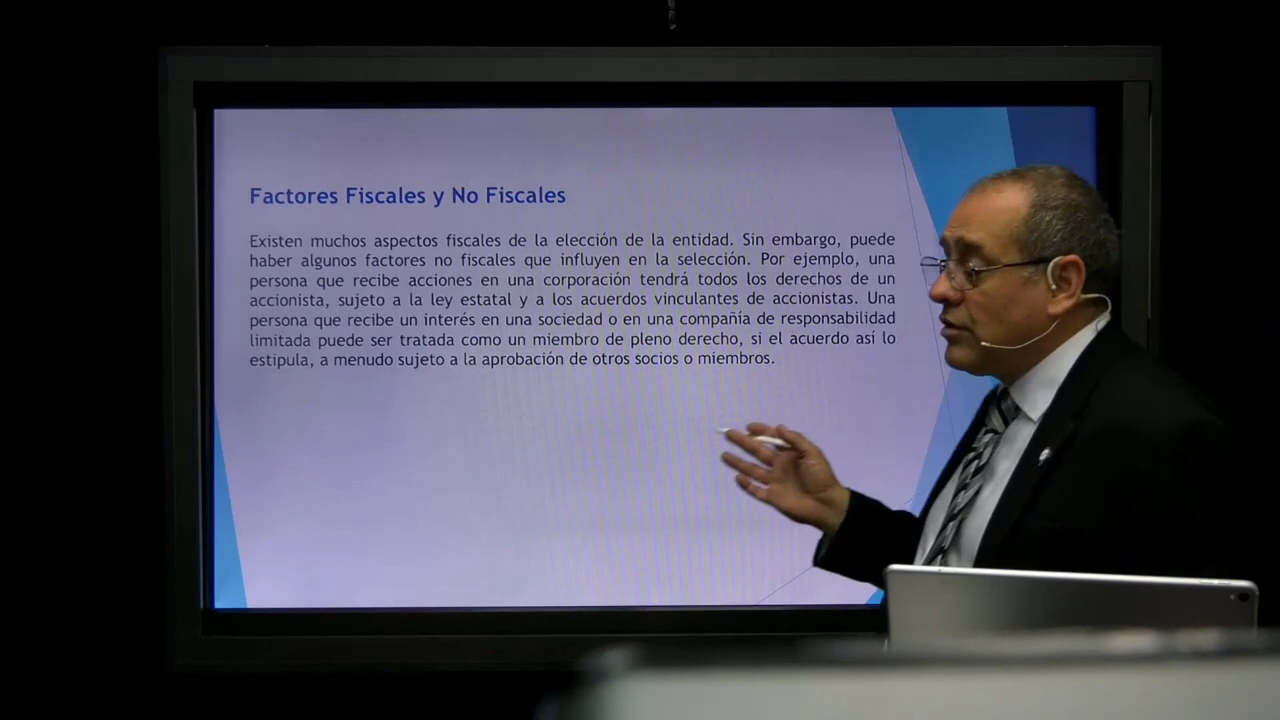 Factores Fiscales y No Fiscales
Existen muchos aspectos fiscales de la elección de la entidad. Sin embargo, puede
haber algunos factores no fiscales que influyen en la selección. Por ejemplo, una
persona que recibe acciones en una corporación tendrá todos los derechos de un
accionista, sujeto a la ley estatal y a los acuerdos vinculantes de accionistas. Una
persona que recibe un interés en una sociedad o en una compañía de responsabilidad
limitada puede ser tratada como un miembro de pleno derecho, si el acuerdo así lo
estipula, a menudo sujeto a la aprobación de otros socios o miembros.